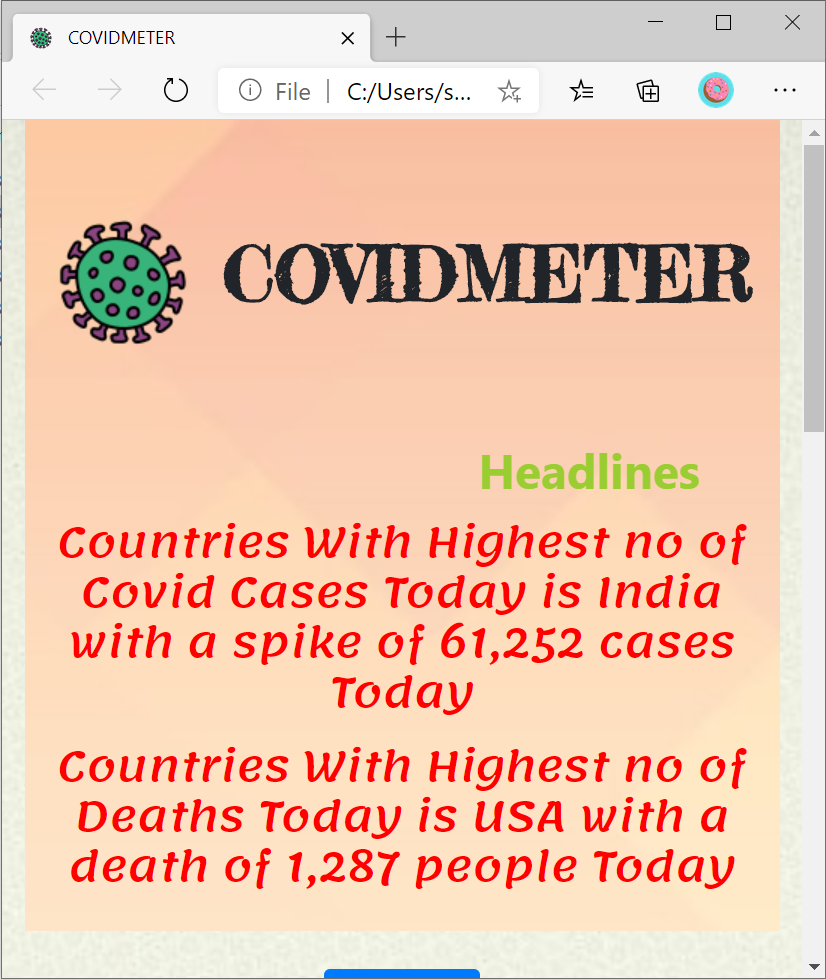 COVIDMETER
File | C:/Users/s...
COVIDMETER
Headlines
Countries With Highest no of
Covid Cases Today is India
with a spike of 61,252 cases
Today
Countries With Highest no of
Deaths Today is USA with a
death of 1,287 people Today